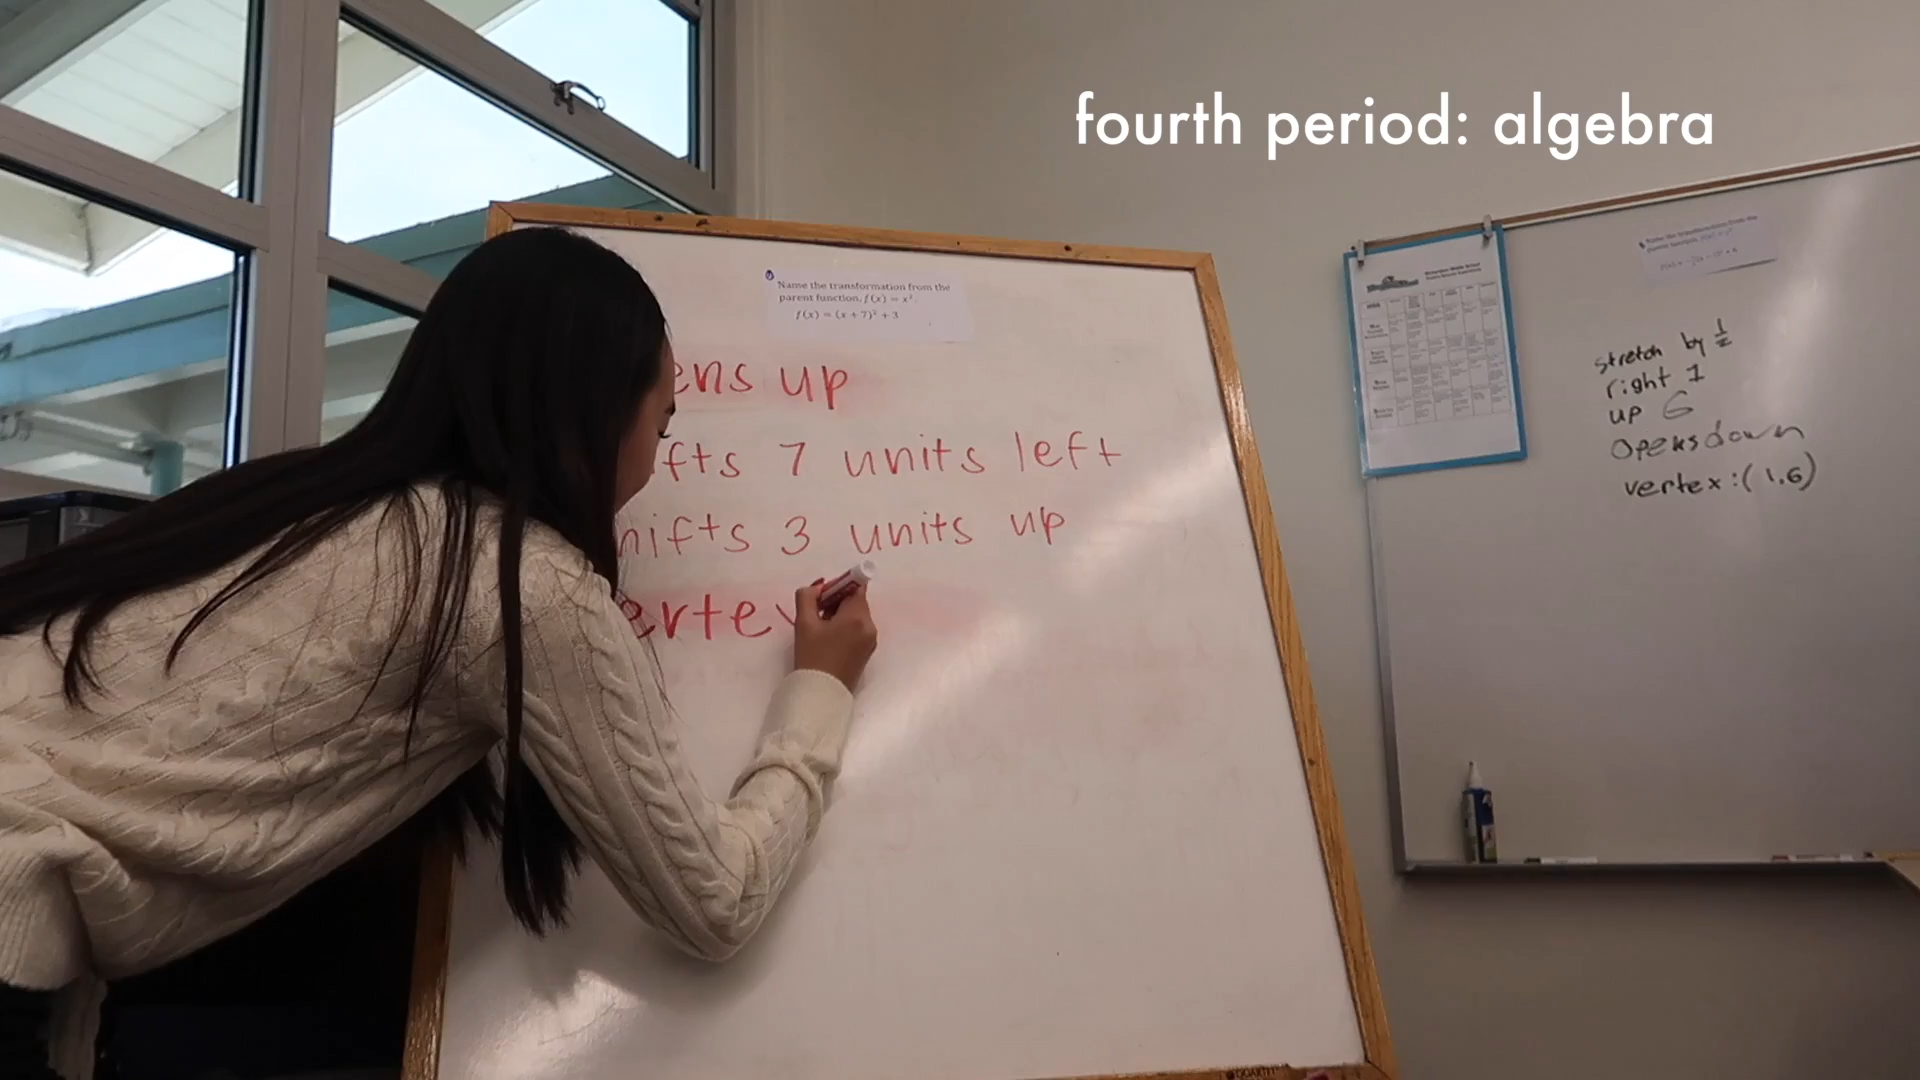 fourth period: algebra
Name the transformation from the
parent function, f(x) = x².
f(x) = (x + 7)² + 3
ens up
ifts 7 units left
hifts 3 units up
ertex
stretch by 1/2
right 1
up 6
opens down
vertex: (1,6)